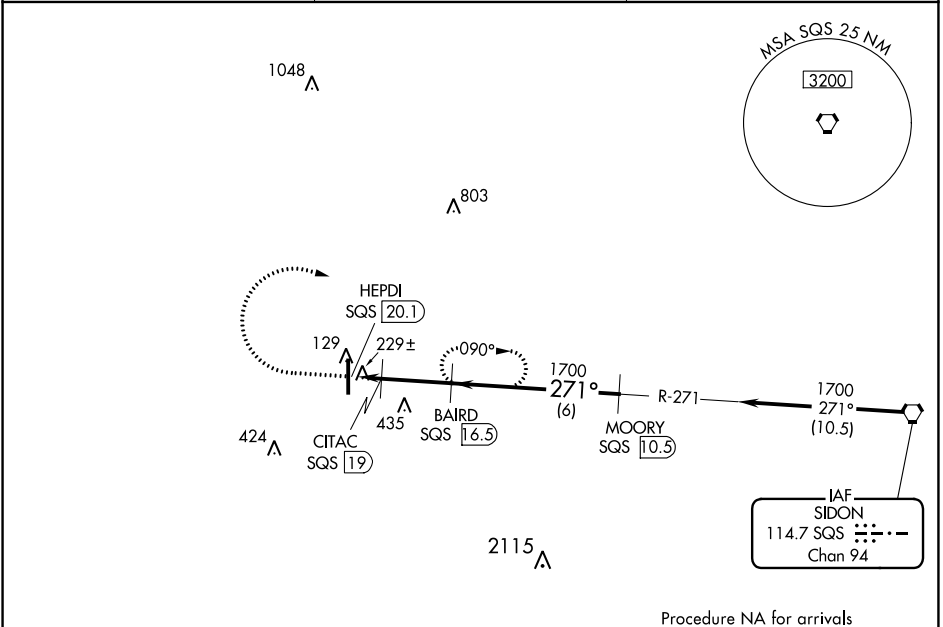 MSA SQS 25 NM
3200
1048
803
HEPDI
SQS 20.1
129
229±
090°
1700
271°
(6)
R-271
1700
271°
(10.5)
435
BAIRD
SQS 16.5
MOORY
SQS 10.5
424
CITAC
SQS 19
IAF
SIDON
114.7 SQS
Chan 94
2115
Procedure NA for arrivals